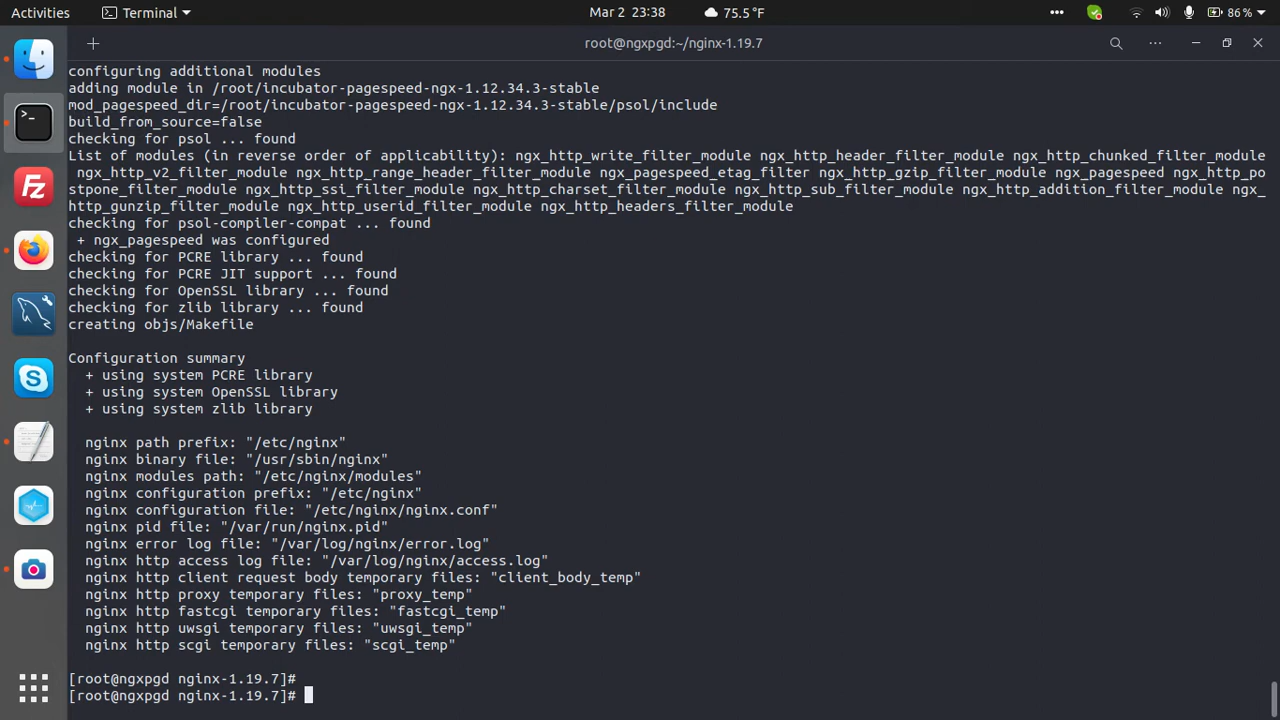 Activities
Terminal
Mar 2 23:38
75.5 °F
86 %
root@ngxpgd:~/nginx-1.19.7
configuring additional modules
adding module in /root/incubator-pagespeed-ngx-1.12.34.3-stable
mod_pagespeed_dir=/root/incubator-pagespeed-ngx-1.12.34.3-stable/psol/include
build_from_source=false
checking for psol ... found
List of modules (in reverse order of applicability): ngx_http_write_filter_module ngx_http_header_filter_module ngx_http_chunked_filter_module
ngx_http_v2_filter_module ngx_http_range_header_filter_module ngx_pagespeed_etag_filter ngx_http_gzip_filter_module ngx_pagespeed ngx_http_po
stpone_filter_module ngx_http_ssi_filter_module ngx_http_charset_filter_module ngx_http_sub_filter_module ngx_http_addition_filter_module ngx_
http_gunzip_filter_module ngx_http_userid_filter_module ngx_http_headers_filter_module
checking for psol-compiler-compat ... found
+ ngx_pagespeed was configured
checking for PCRE library ... found
checking for PCRE JIT support ... found
checking for OpenSSL library ... found
checking for zlib library ... found
creating objs/Makefile
Configuration summary
+ using system PCRE library
+ using system OpenSSL library
+ using system zlib library
nginx path prefix: "/etc/nginx"
nginx binary file: "/usr/sbin/nginx"
nginx modules path: "/etc/nginx/modules"
nginx configuration prefix: "/etc/nginx"
nginx configuration file: "/etc/nginx/nginx.conf"
nginx pid file: "/var/run/nginx.pid"
nginx error log file: "/var/log/nginx/error.log"
nginx http access log file: "/var/log/nginx/access.log"
nginx http client request body temporary files: "client_body_temp"
nginx http proxy temporary files: "proxy_temp"
nginx http fastcgi temporary files: "fastcgi_temp"
nginx http uwsgi temporary files: "uwsgi_temp"
nginx http scgi temporary files: "scgi_temp"
[root@ngxpgd nginx-1.19.7]#
[root@ngxpgd nginx-1.19.7]#